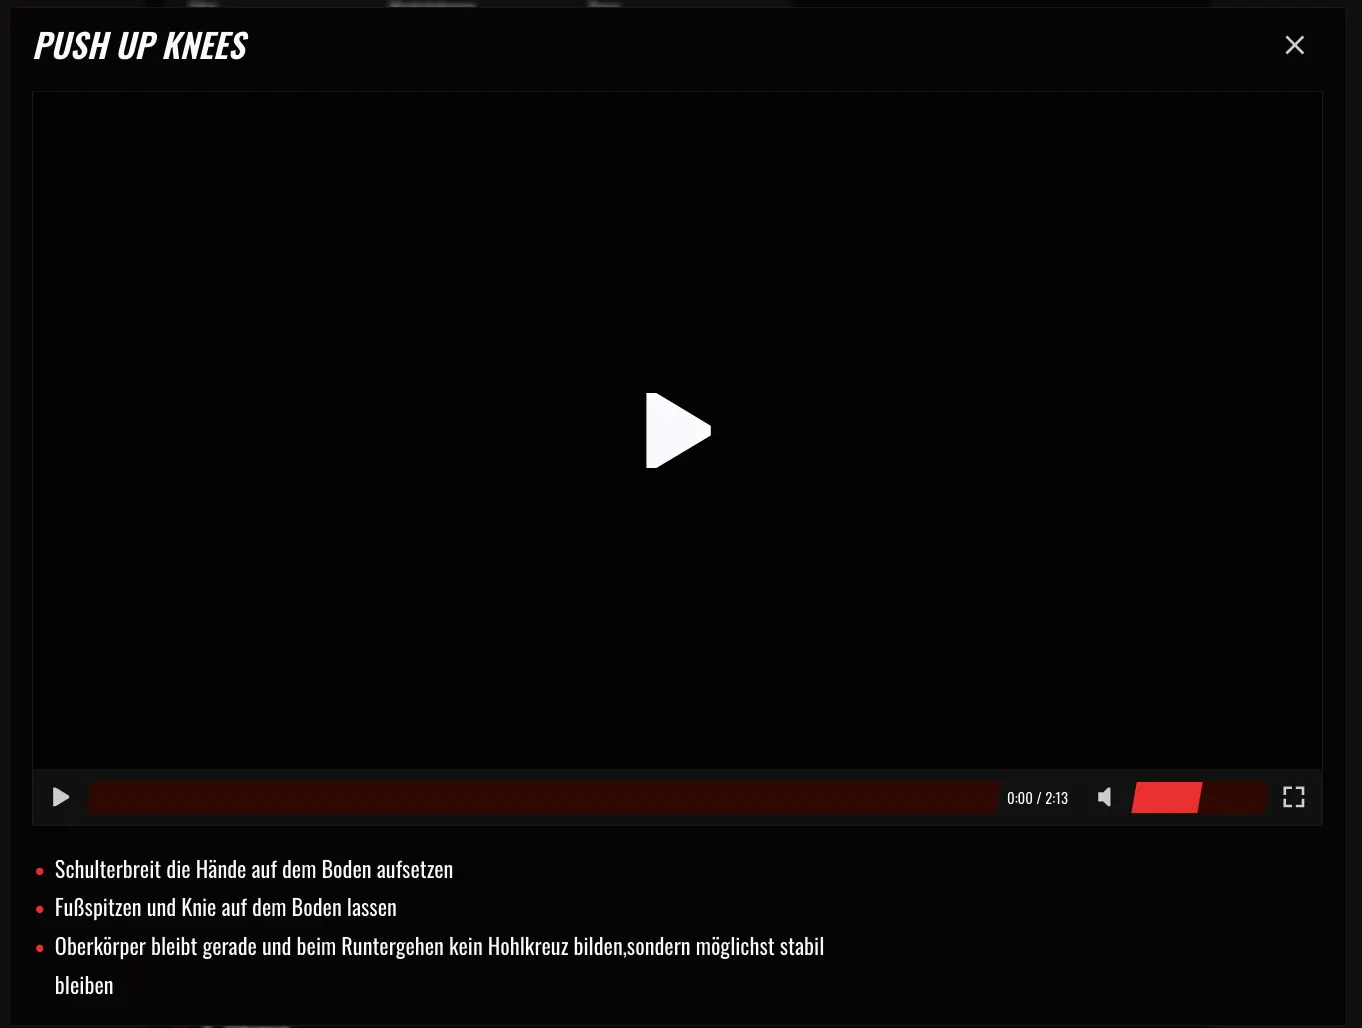 PUSH UP KNEES
0:00 / 2:13
Schulterbreit die Hände auf dem Boden aufsetzen
Fußspitzen und Knie auf dem Boden lassen
Oberkörper bleibt gerade und beim Runtergehen kein Hohlkreuz bilden,sondern möglichst stabil
bleiben